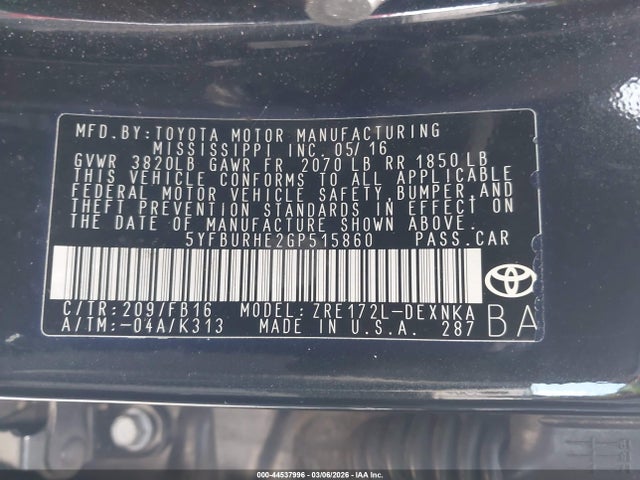 MFD.BY:TOYOTA MOTOR MANUFACTURING
MISSISSIPPI INC 05/16
GVWR 3820LB GAWR FR 2070 LB RR 1850 LB
THIS VEHICLE CONFORMS TO ALL APPLICABLE
FEDERAL MOTOR VEHICLE SAFETY,BUMPER,AND
THEFT PREVENTION STANDARDS IN EFFECT ON
THE DATE OF MANUFACTURE SHOWN ABOVE.
5YFBURHE2GP515860 PASS.CAR
C/TR:209/FB16 MODEL: ZRE172L-DEXNKA
A/TM:-04A/K313 MADE IN U.S.A. 287
BA
000-44537996 - 03/06/2026 - IAA Inc.